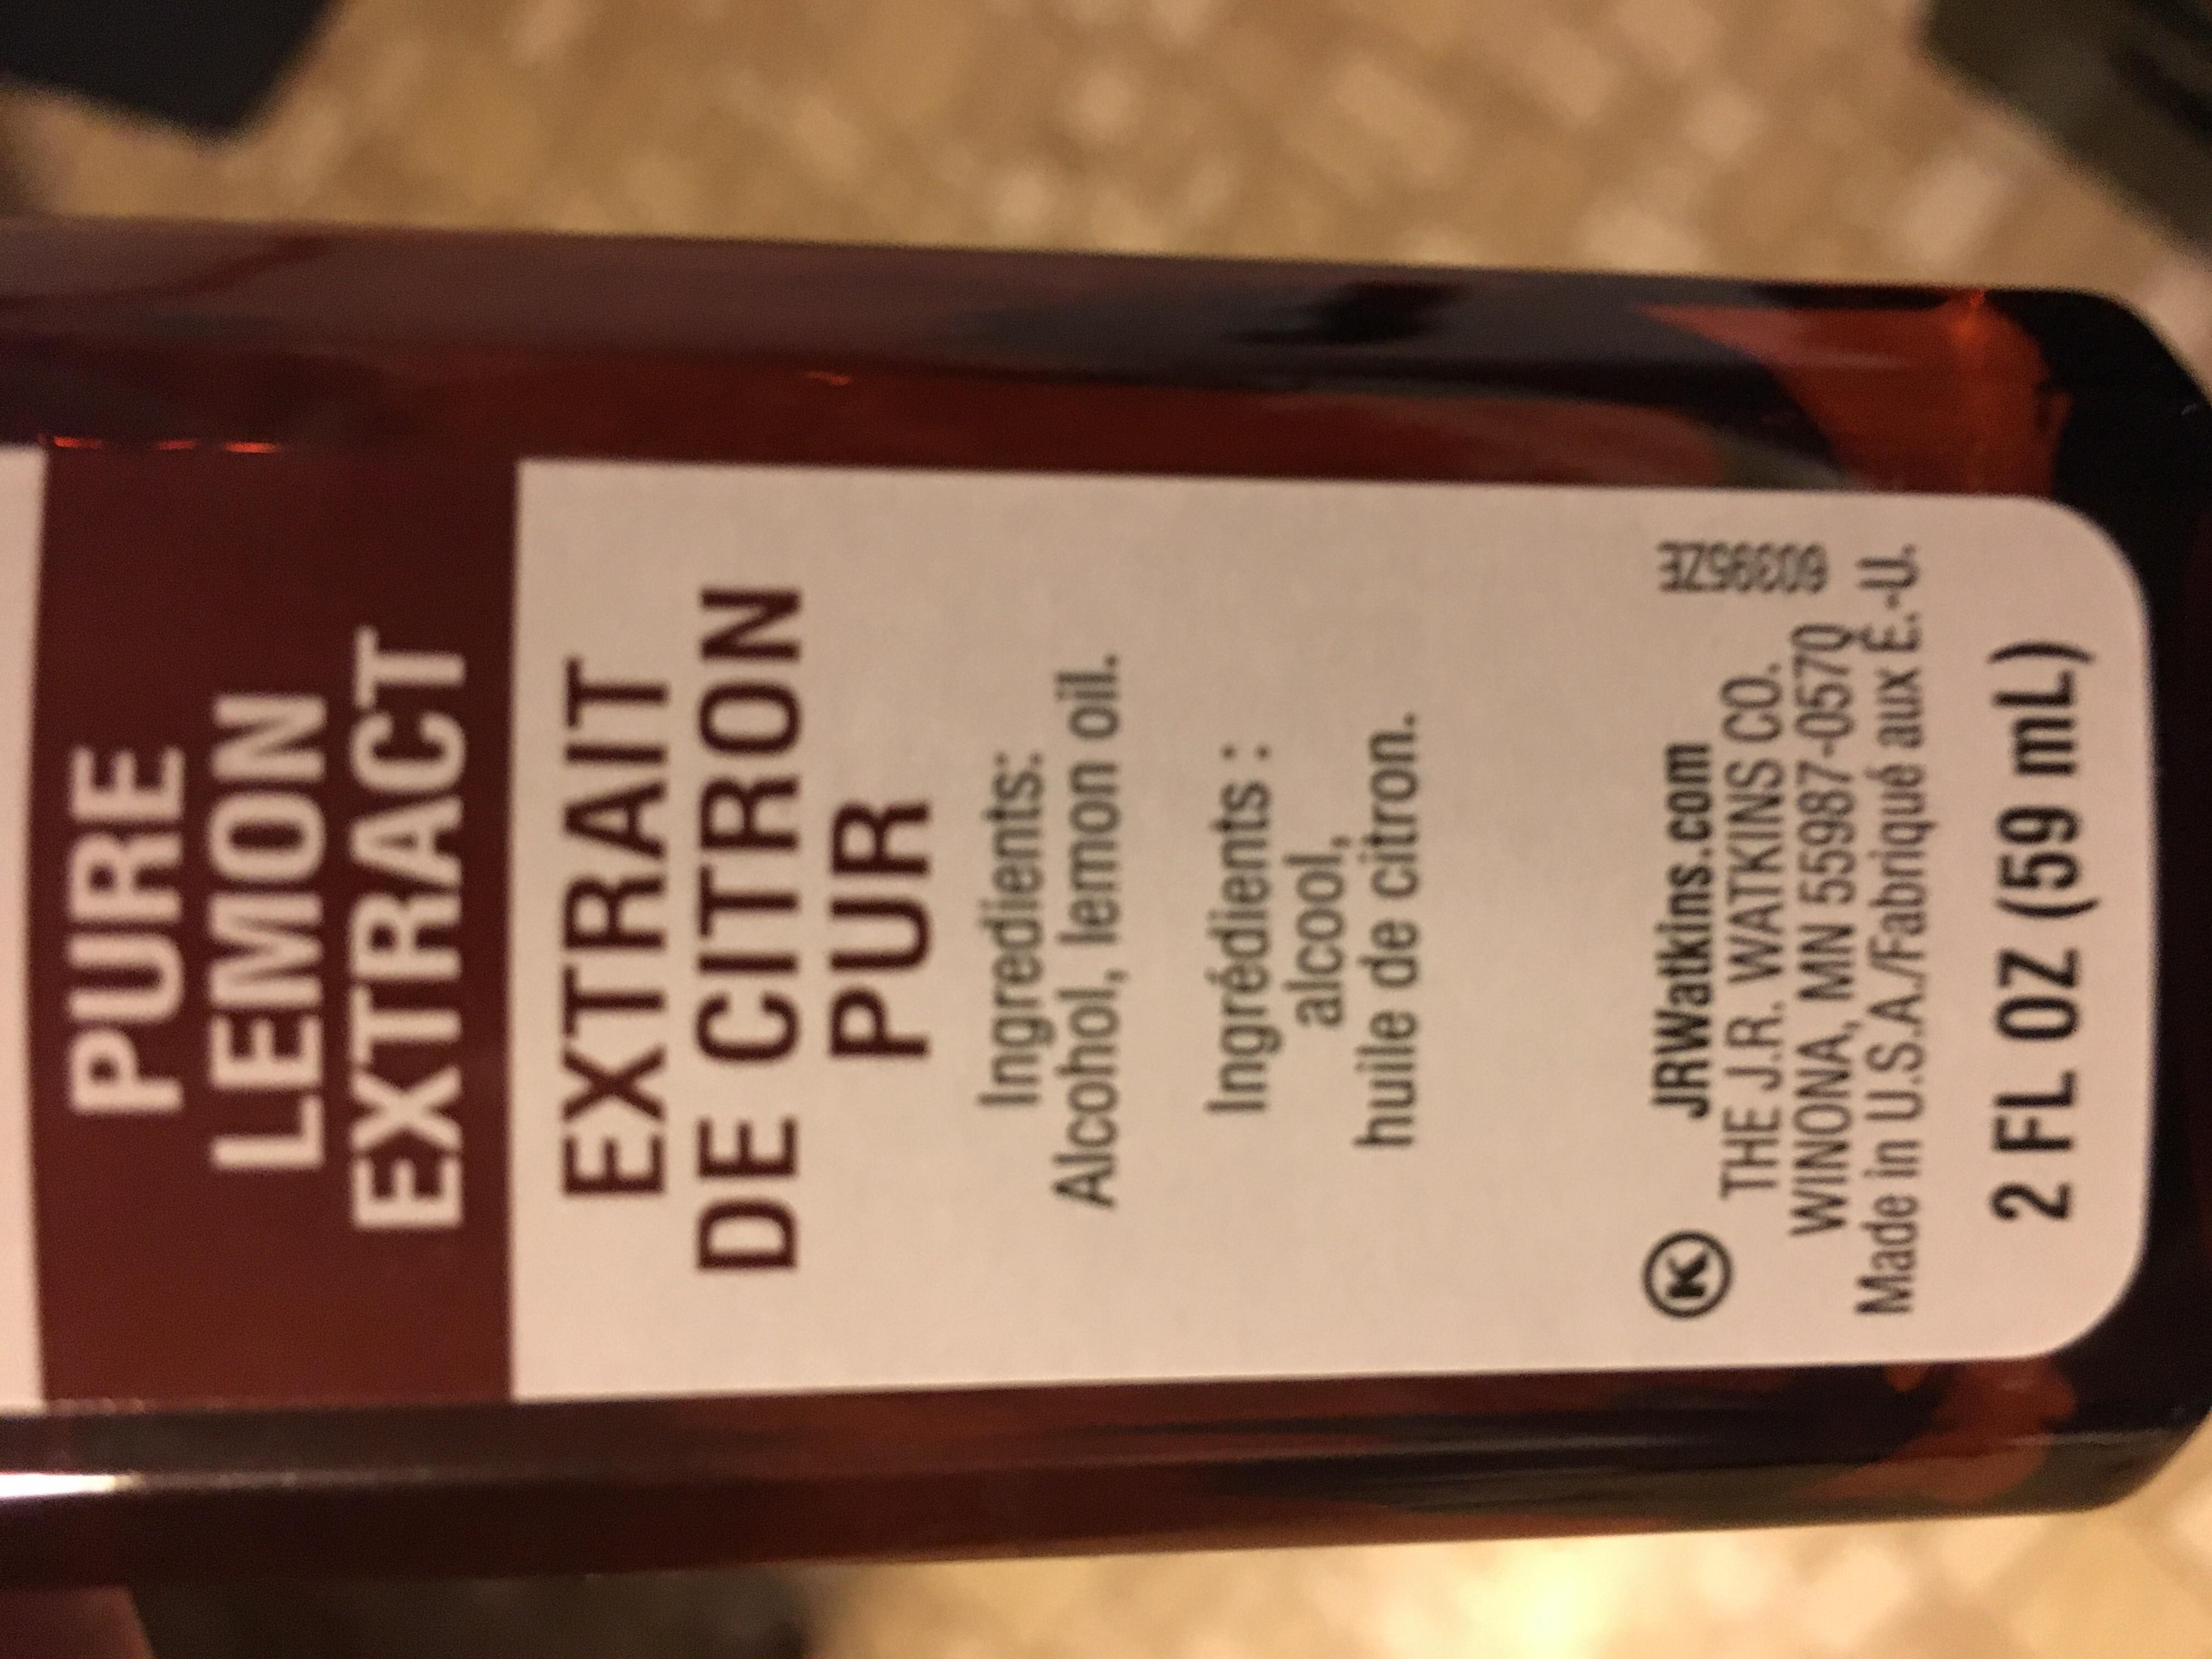 PURE
LEMON
EXTRACT
EXTRAIT
DE CITRON
PUR
Ingredients:
Alcohol, lemon oil.
Ingrédients :
alcool,
huile de citron.
K
JRWatkins.com
THE J.R. WATKINS CO.
WINONA, MN 55987-0570
Made in U.S.A./Fabriqué aux É.-U.
2 FL OZ (59 mL)